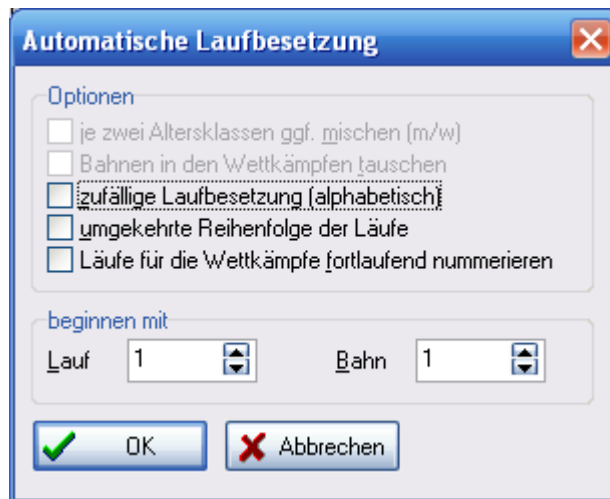 Automatische Laufbesetzung
Optionen
je zwei Altersklassen ggf. mischen (m/w)
Bahnen in den Wettkämpfen tauschen
zufällige Laufbesetzung (alphabetisch)
umgekehrte Reihenfolge der Läufe
Läufe für die Wettkämpfe fortlaufend nummerieren
beginnen mit
Lauf 1 Bahn 1
OK Abbrechen